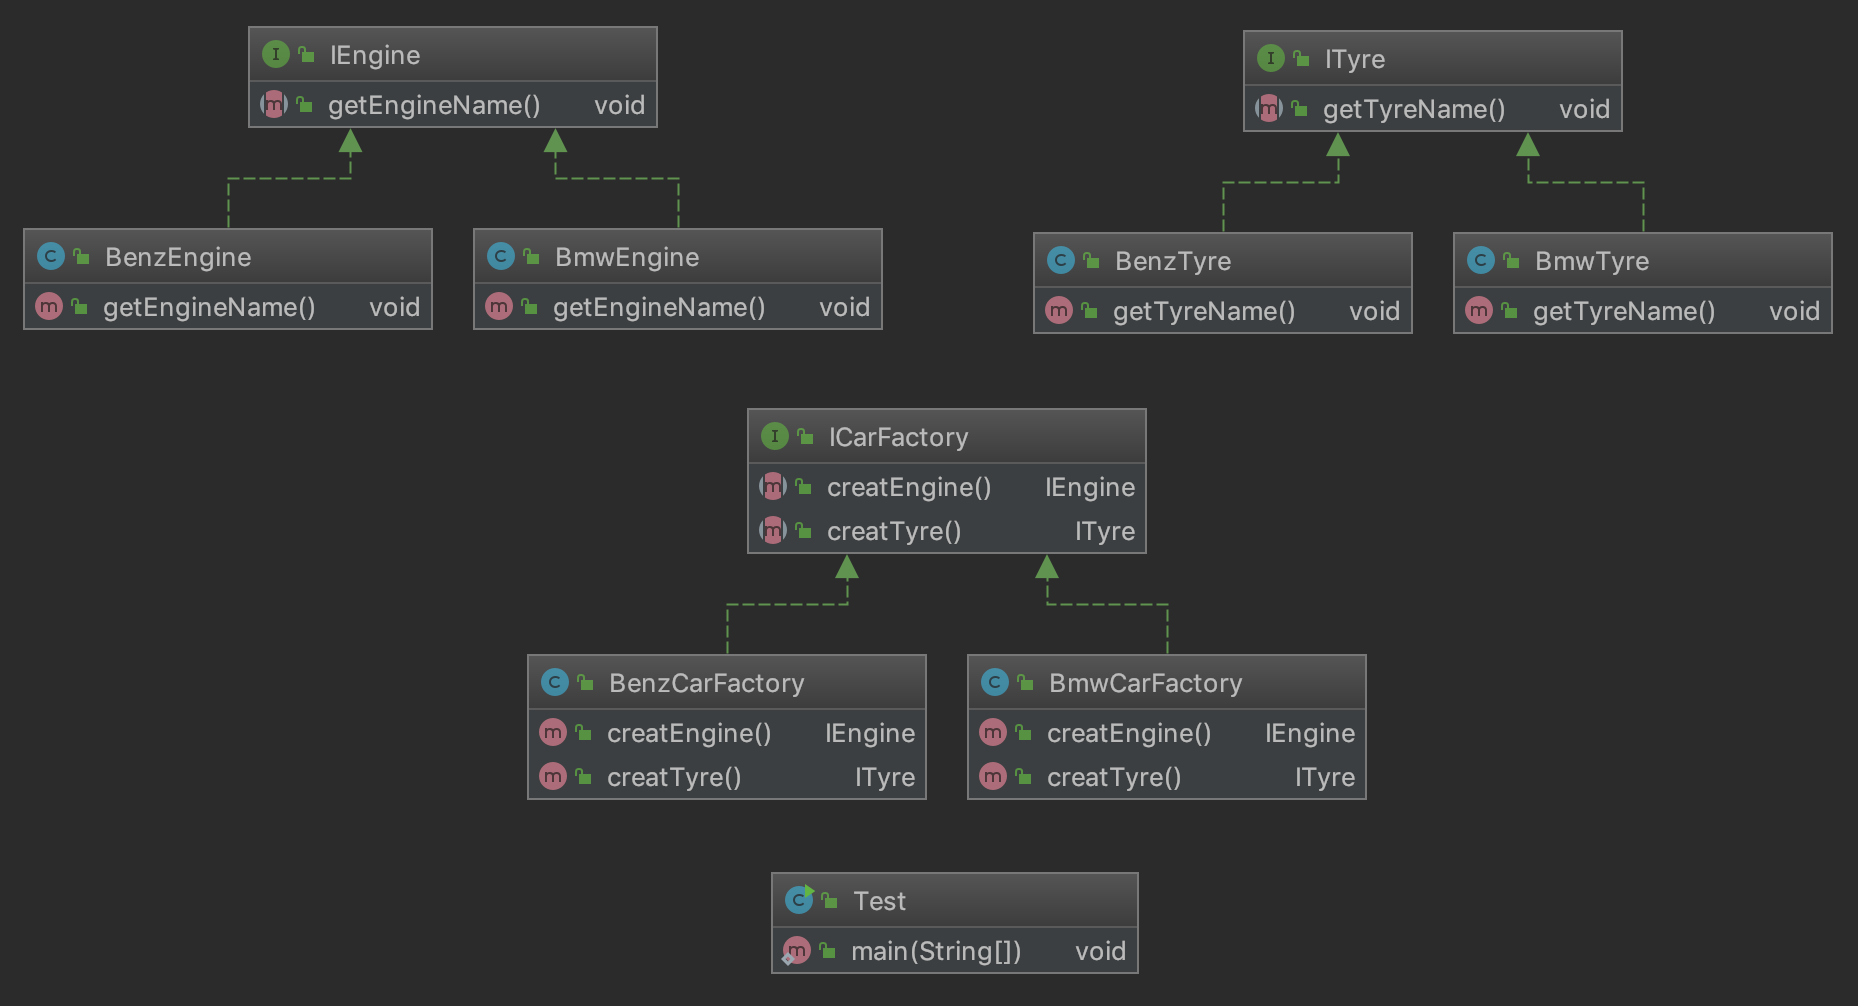 IEngine
getEngineName() void
ITyre
getTyreName() void
BenzEngine
getEngineName() void
BmwEngine
getEngineName() void
BenzTyre
getTyreName() void
BmwTyre
getTyreName() void
ICarFactory
creatEngine() IEngine
creatTyre() ITyre
BenzCarFactory
creatEngine() IEngine
creatTyre() ITyre
BmwCarFactory
creatEngine() IEngine
creatTyre() ITyre
Test
main(String[]) void